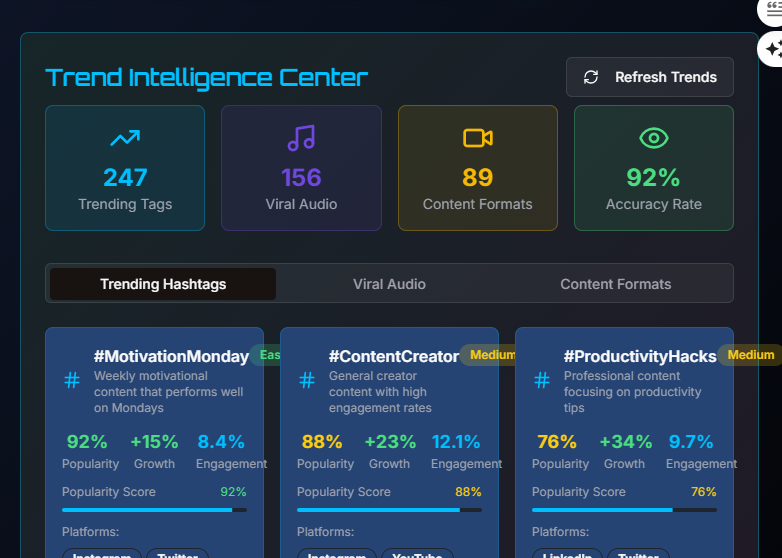 Trend Intelligence Center
Refresh Trends
247
Trending Tags
156
Viral Audio
89
Content Formats
92%
Accuracy Rate
Trending Hashtags
Viral Audio
Content Formats
#MotivationMonday
Eas
Weekly motivational
content that performs well
on Mondays
92% +15% 8.4%
Popularity Growth Engagement
Popularity Score 92%
Platforms:
Instagram Twitter
#ContentCreator
Medium
General creator
content with high
engagement rates
88% +23% 12.1%
Popularity Growth Engagement
Popularity Score 88%
Platforms:
Instagram YouTube
#ProductivityHacks
Medium
Professional content
focusing on productivity
tips
76% +34% 9.7%
Popularity Growth Engagement
Popularity Score 76%
Platforms:
LinkedIn Twitter